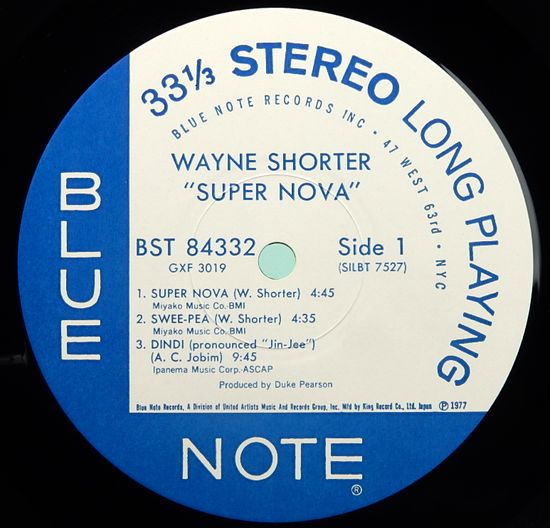 33⅓ STEREO LONG PLAYING
BLUE NOTE RECORDS INC • 47 WEST 63rd • NYC
WAYNE SHORTER
"SUPER NOVA"
BST 84332
GXF 3019
Side 1
(SILBT 7527)
1. SUPER NOVA (W. Shorter) 4:45
Miyako Music Co.-BMI
2. SWEE-PEA (W. Shorter) 4:35
Miyako Music Co.-BMI
3. DINDI (pronounced "Jin-Jee")
(A. C. Jobim) 9:45
Ipanema Music Corp.-ASCAP
Produced by Duke Pearson
Blue Note Records, A Division of United Artists Music And Records Group, Inc. Mfd by King Record Co., Ltd. Japan ℗ 1977
BLUE
NOTE®